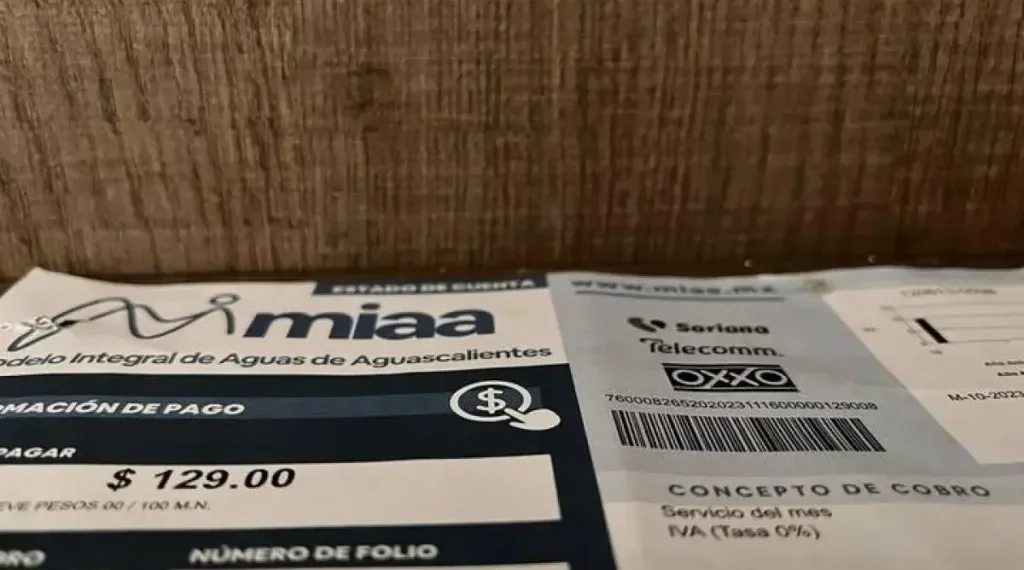 ESTADO DE CUENTA
miaa
odelo Integral de Aguas de Aguascalientes
RMACIÓN DE PAGO
PAGAR
$ 129.00
EVE PESOS 00 / 100 M.N.
BRO
NÚMERO DE FOLIO
www.miaa.mx
Soriana
Telecomm.
OXXO
760008265202023111600000129008
CONCEPTO DE COBRO
Servicio del mes
IVA (Tasa 0%)
M-10-2023